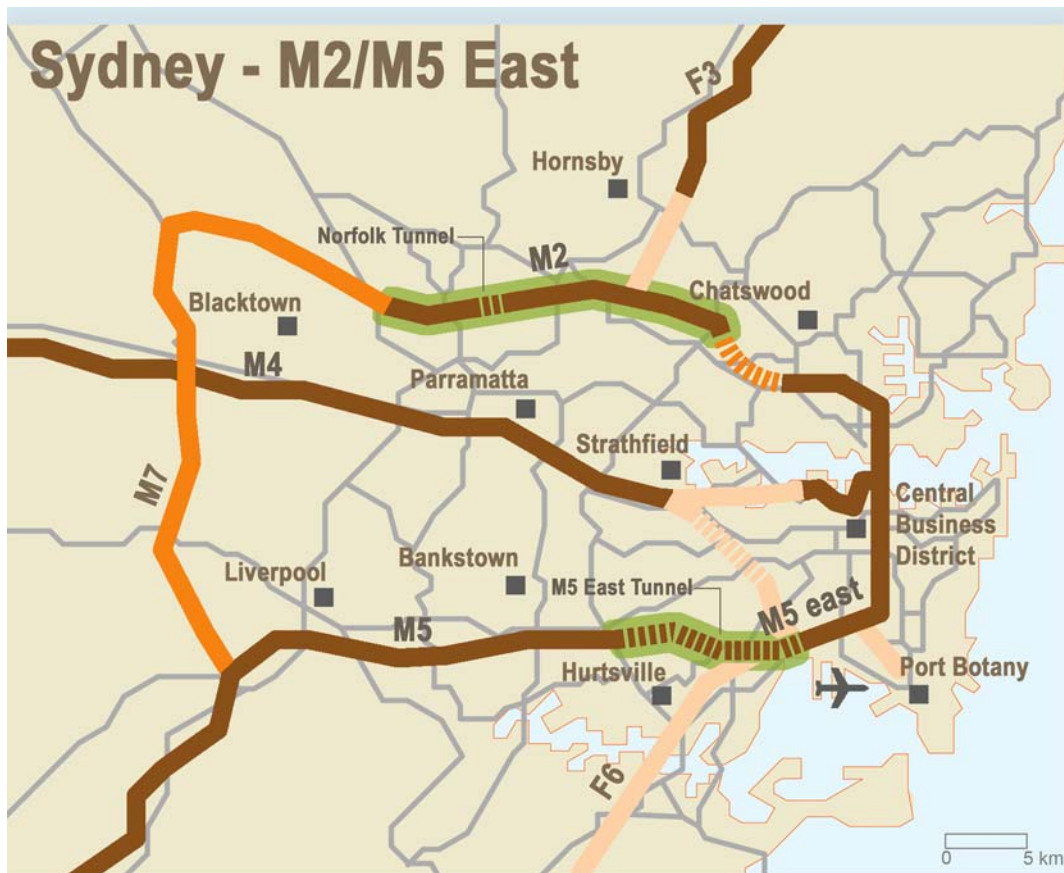 Sydney - M2/M5 East
F3
Hornsby
Norfolk Tunnel
M2
Chatswood
Blacktown
M4
Parramatta
Strathfield
M7
Central
Business
District
Liverpool
Bankstown
M5 East Tunnel
M5 east
M5
Hurtsville
Port Botany
F6
0 5 km